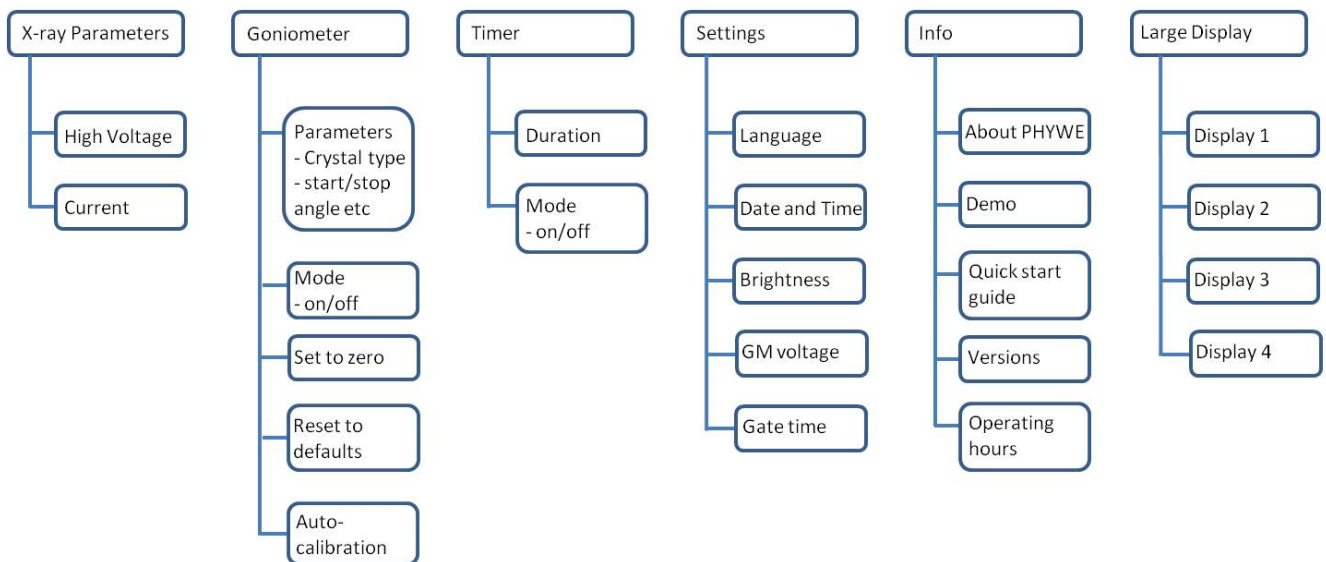 X-ray Parameters
High Voltage
Current
Goniometer
Parameters
- Crystal type
- start/stop
angle etc
Mode
- on/off
Set to zero
Reset to
defaults
Auto-
calibration
Timer
Duration
Mode
- on/off
Settings
Language
Date and Time
Brightness
GM voltage
Gate time
Info
About PHYWE
Demo
Quick start
guide
Versions
Operating
hours
Large Display
Display 1
Display 2
Display 3
Display 4